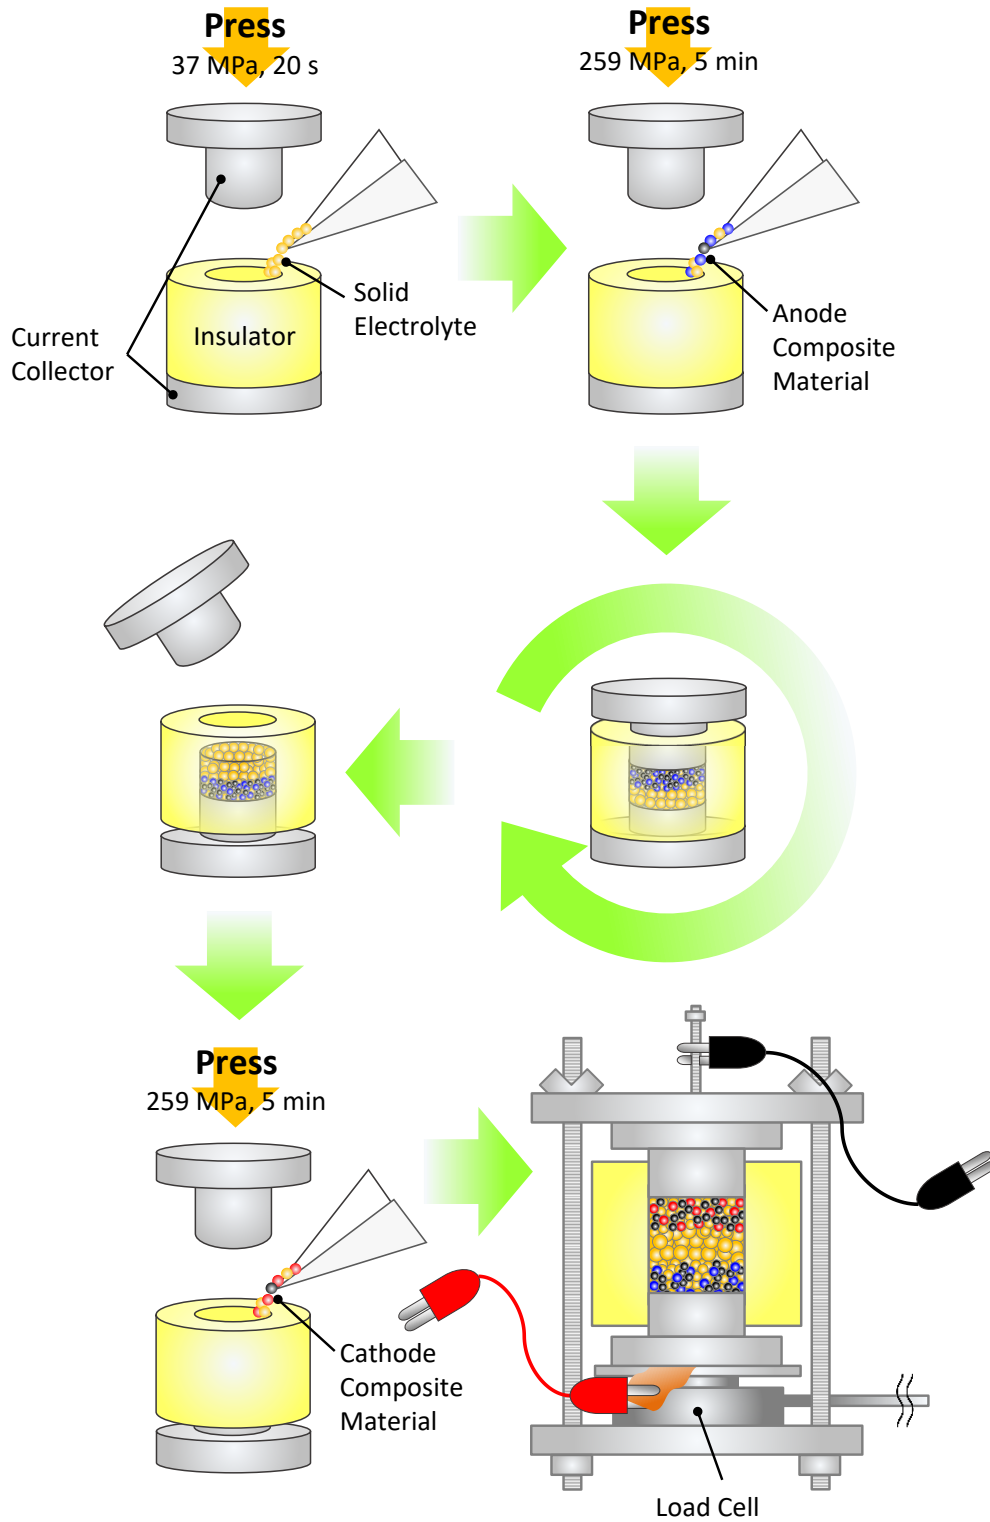 Press
37 MPa, 20 s
Press
259 MPa, 5 min
Solid
Electrolyte
Insulator
Current
Collector
Anode
Composite
Material
Press
259 MPa, 5 min
Cathode
Composite
Material
Load Cell